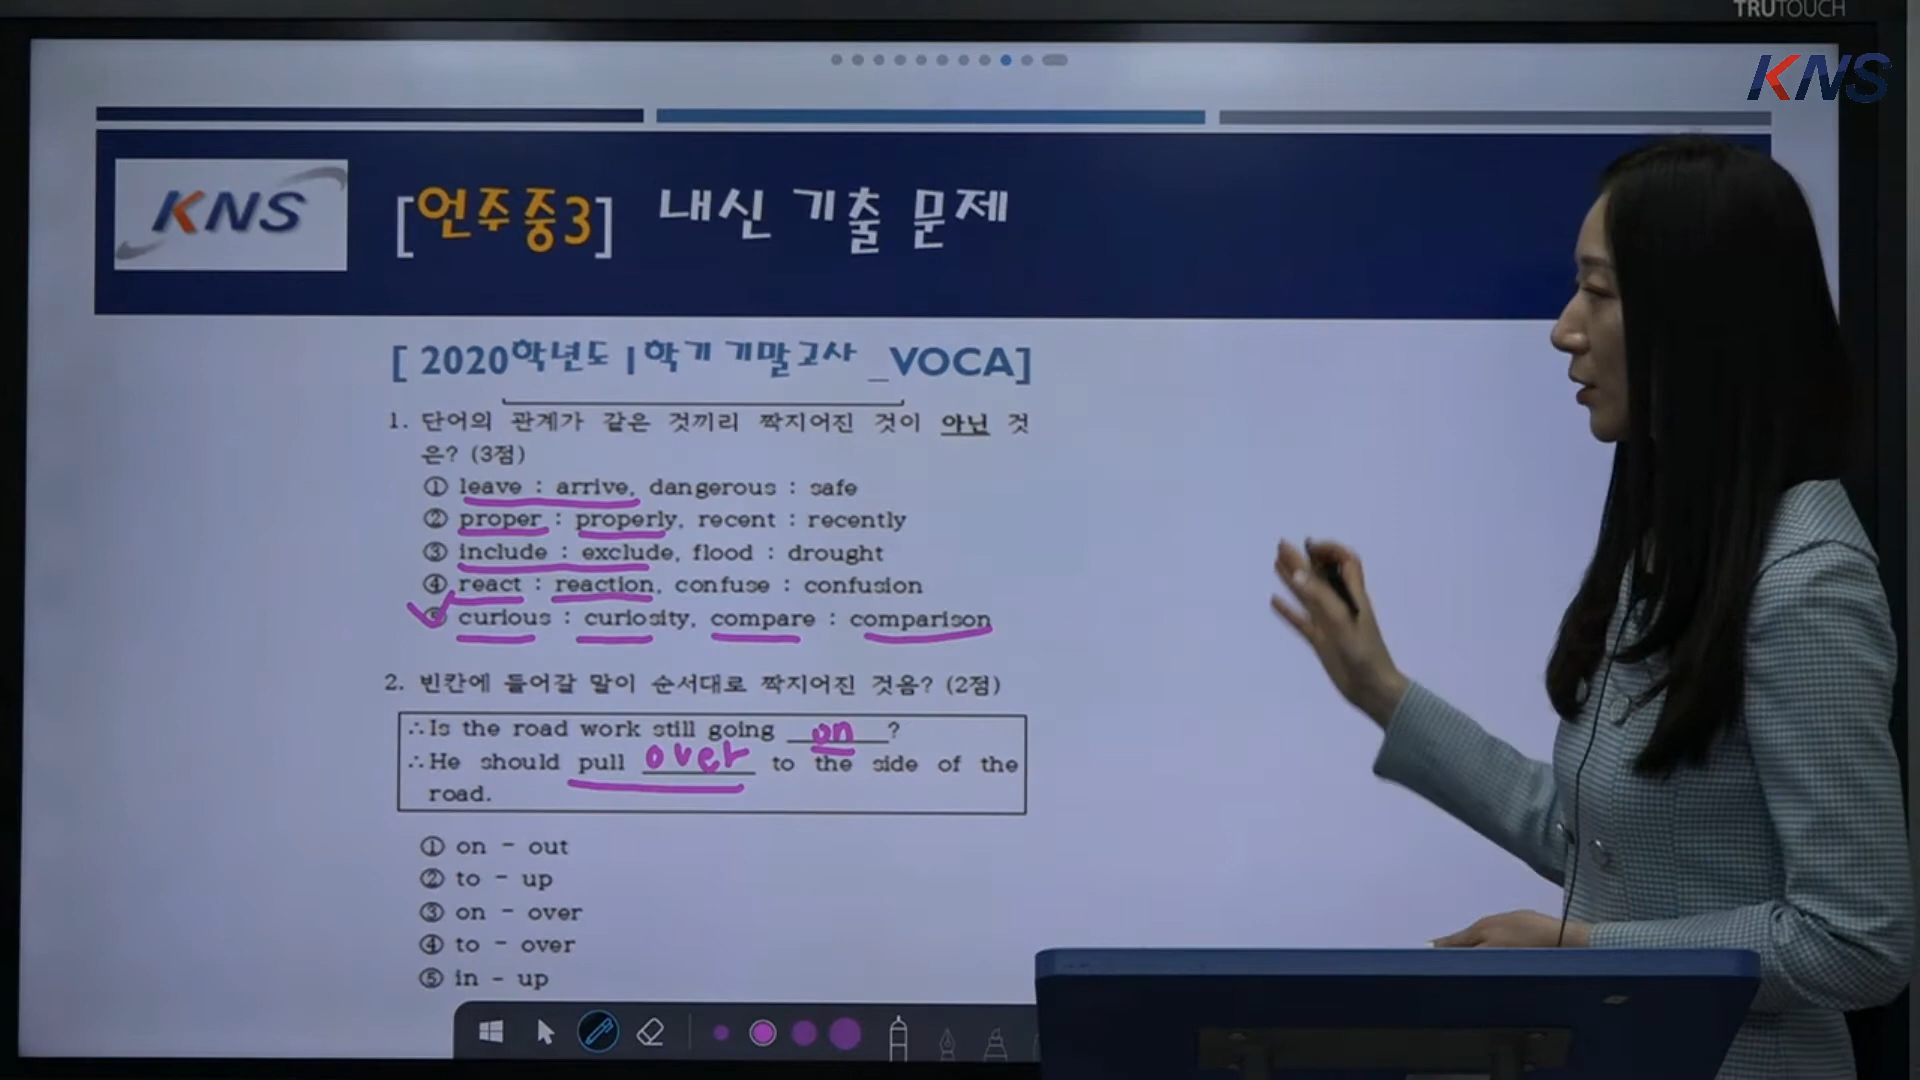 TRUTOUCH
KNS
KNS
[언주중3] 내신 기출 문제
[ 2020학년도 1학기 기말고사 _VOCA]
1. 단어의 관계가 같은 것끼리 짝지어진 것이 아닌 것
은? (3점)
① leave : arrive, dangerous : safe
② proper : properly, recent : recently
③ include : exclude, flood : drought
④ react : reaction, confuse : confusion
⑤ curious : curiosity, compare : comparison
2. 빈칸에 들어갈 말이 순서대로 짝지어진 것음? (2점)
∴Is the road work still going on ?
∴He should pull over to the side of the
road.
① on - out
② to - up
③ on - over
④ to - over
⑤ in - up